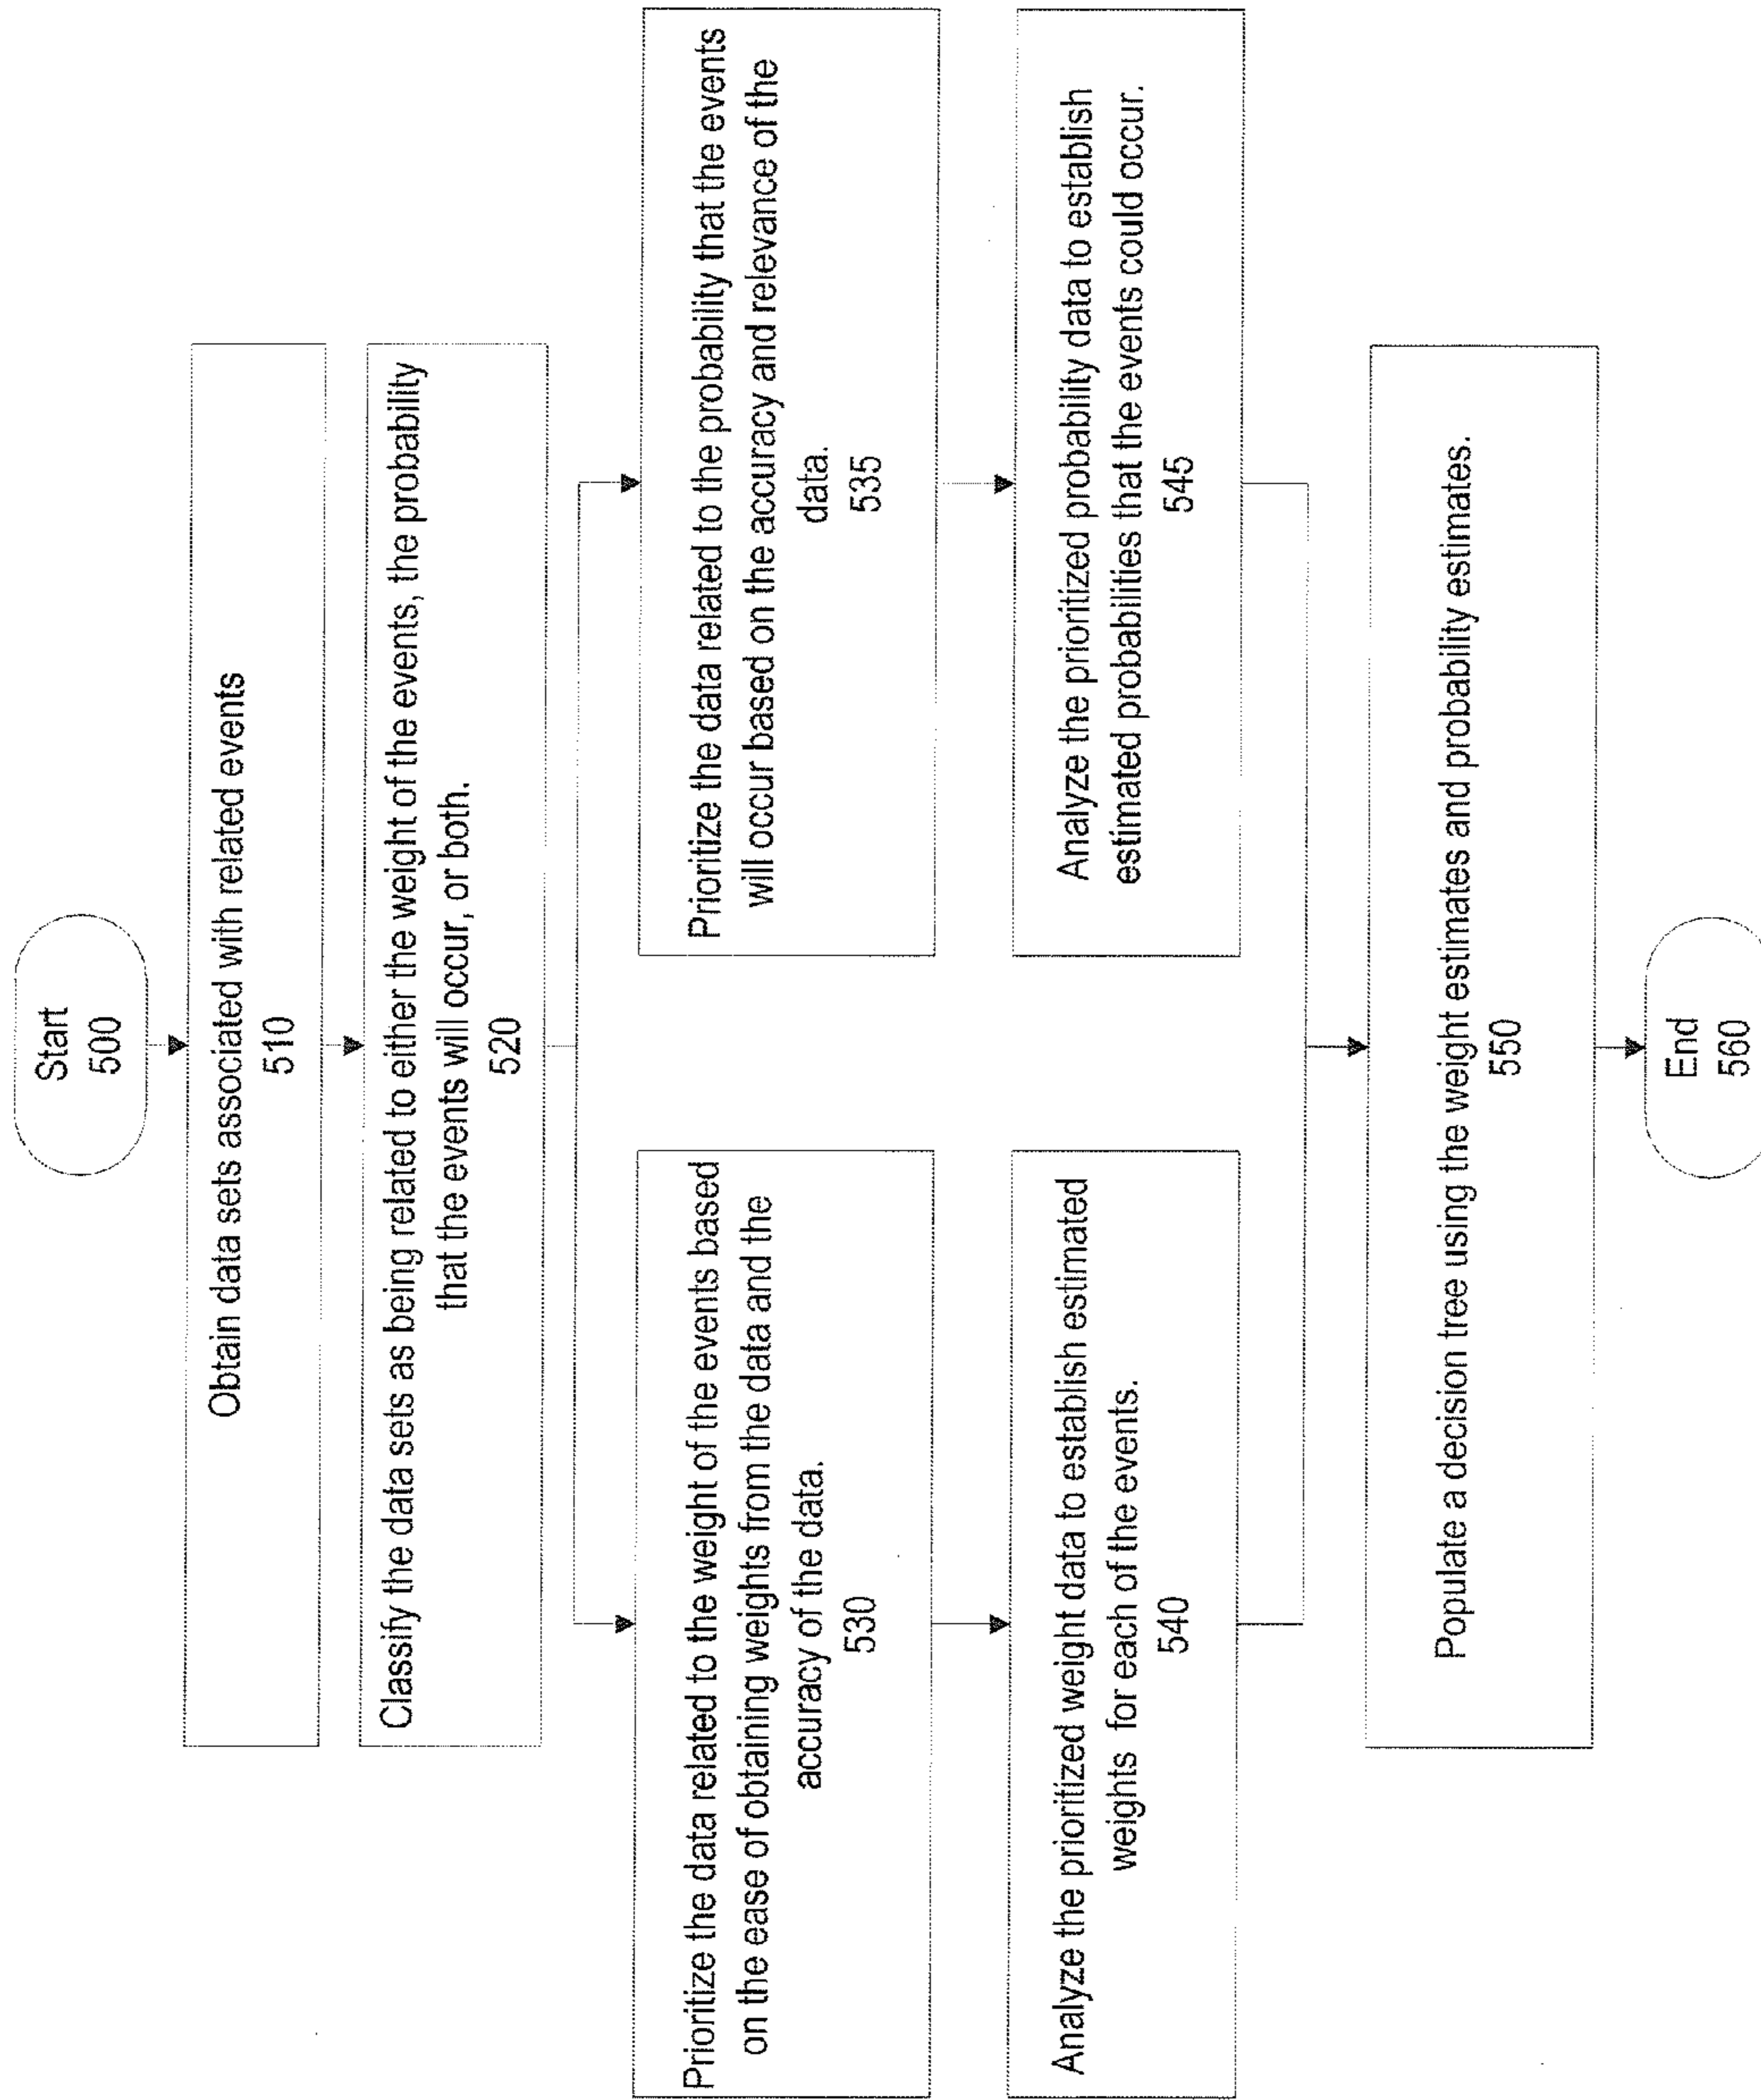 Start
500
Obtain data sets associated with related events
510
Classify the data sets as being related to either the weight of the events, the probability
that the events will occur, or both.
520
Prioritize the data related to the weight of the events based
on the ease of obtaining weights from the data and the
accuracy of the data.
530
Prioritize the data related to the probability that the events
will occur based on the accuracy and relevance of the
data.
535
Analyze the prioritized weight data to establish estimated
weights for each of the events.
540
Analyze the prioritized probability data to establish
estimated probabilities that the events could occur.
545
Populate a decision tree using the weight estimates and probability estimates.
550
End
560